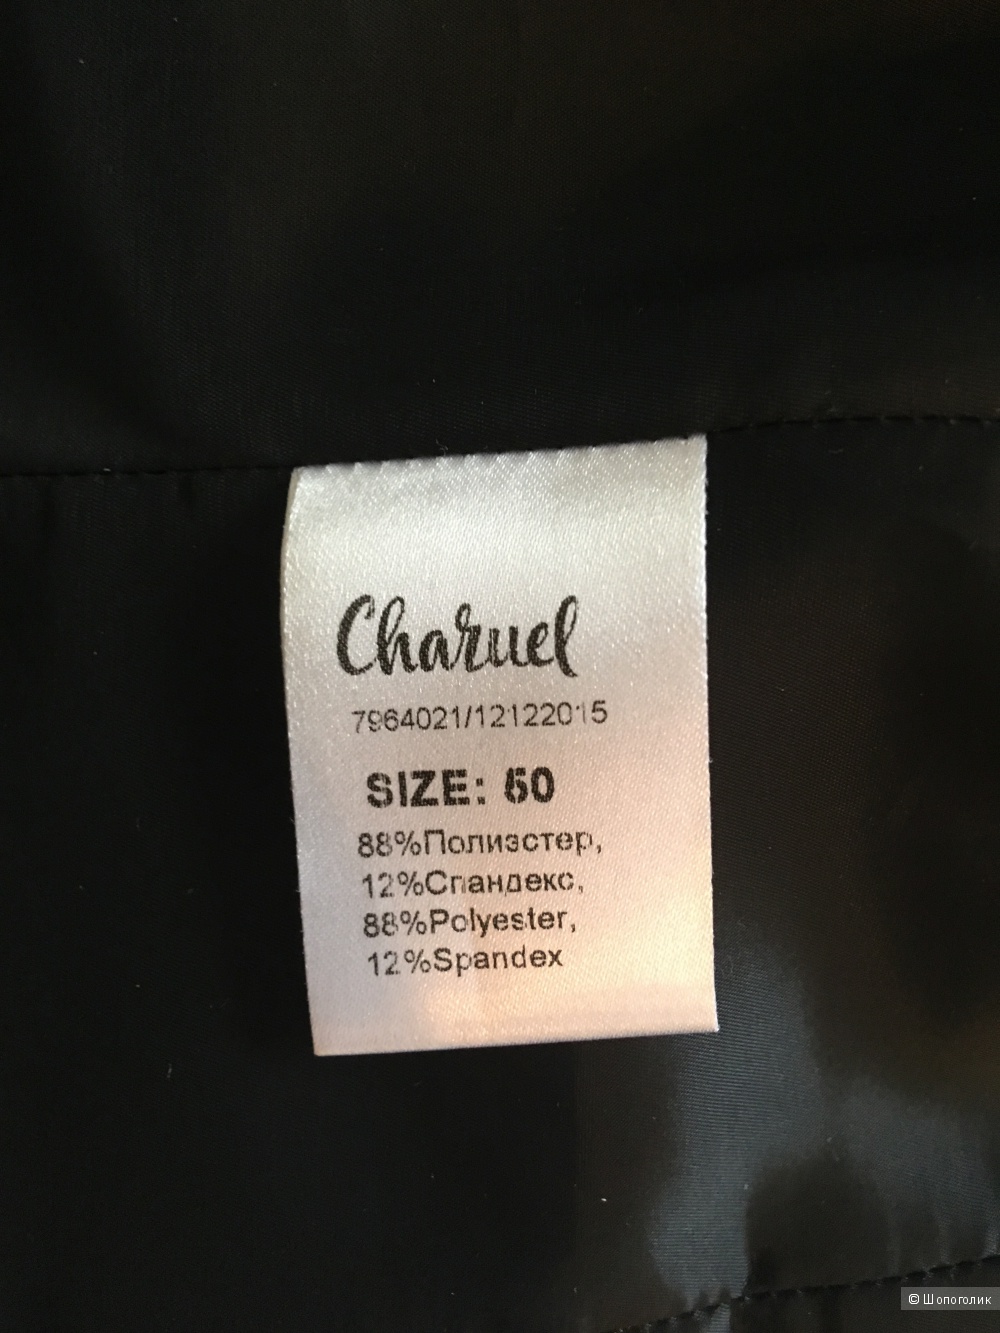 Charuel
7964021/12122015
SIZE: 50
88%Полиэстер,
12%Спандекс,
88%Polyester,
12%Spandex
© Шопоголик